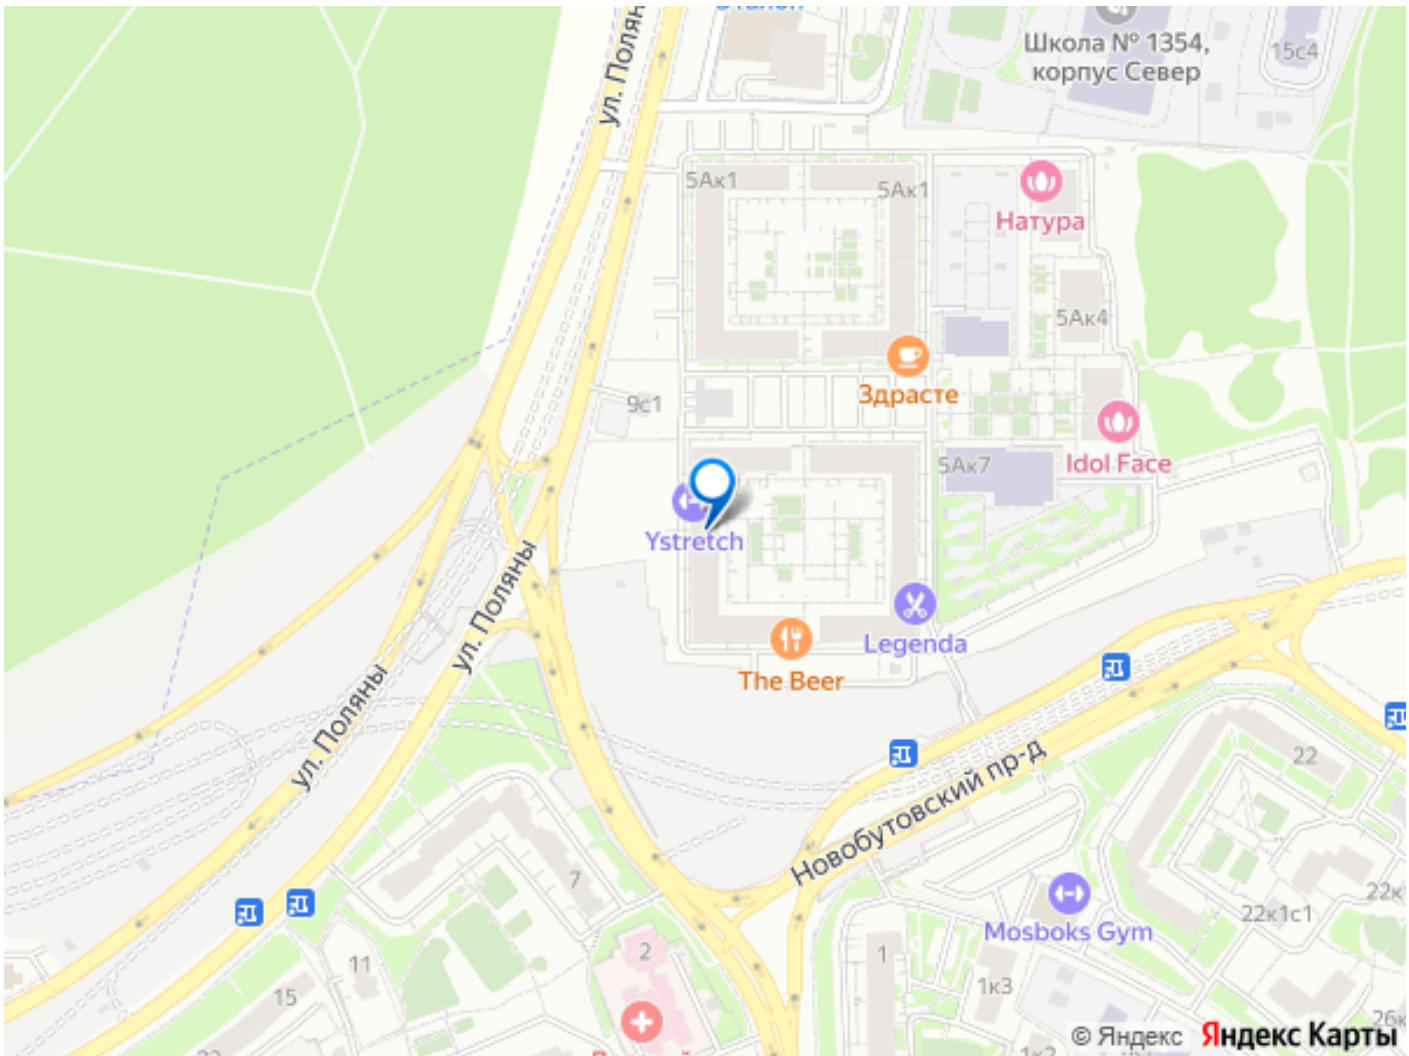 Эталон
ул. Поляны
Школа № 1354,
корпус Север
15с4
5Ак1
5Ак1
Натура
5Ак4
Здрасте
9с1
5Ак7
Idol Face
Ystretch
ул. Поляны
Legenda
The Beer
ул. Поляны
Новобутовский пр-д
22
7
22к1с1
Mosboks Gym
2
1
11
15
1к3
© Яндекс
Яндекс Карты